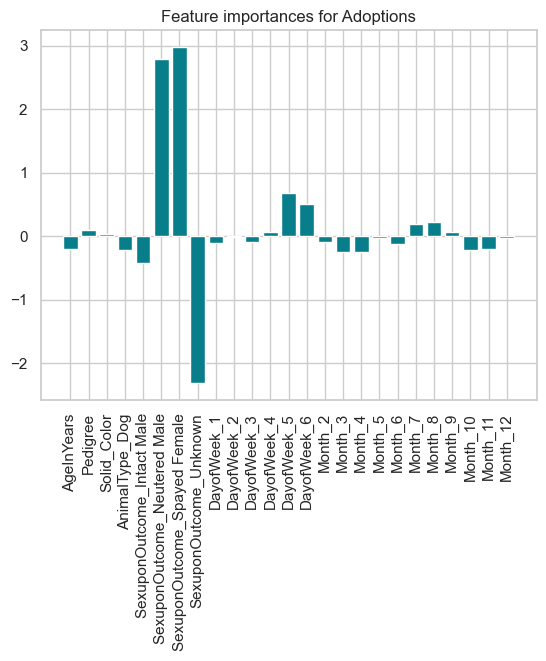 Feature importances for Adoptions
3
2
1
0
−1
−2
AgeInYears
Pedigree
Solid_Color
AnimalType_Dog
SexuponOutcome_Intact Male
SexuponOutcome_Neutered Male
SexuponOutcome_Spayed Female
SexuponOutcome_Unknown
DayofWeek_1
DayofWeek_2
DayofWeek_3
DayofWeek_4
DayofWeek_5
DayofWeek_6
Month_2
Month_3
Month_4
Month_5
Month_6
Month_7
Month_8
Month_9
Month_10
Month_11
Month_12